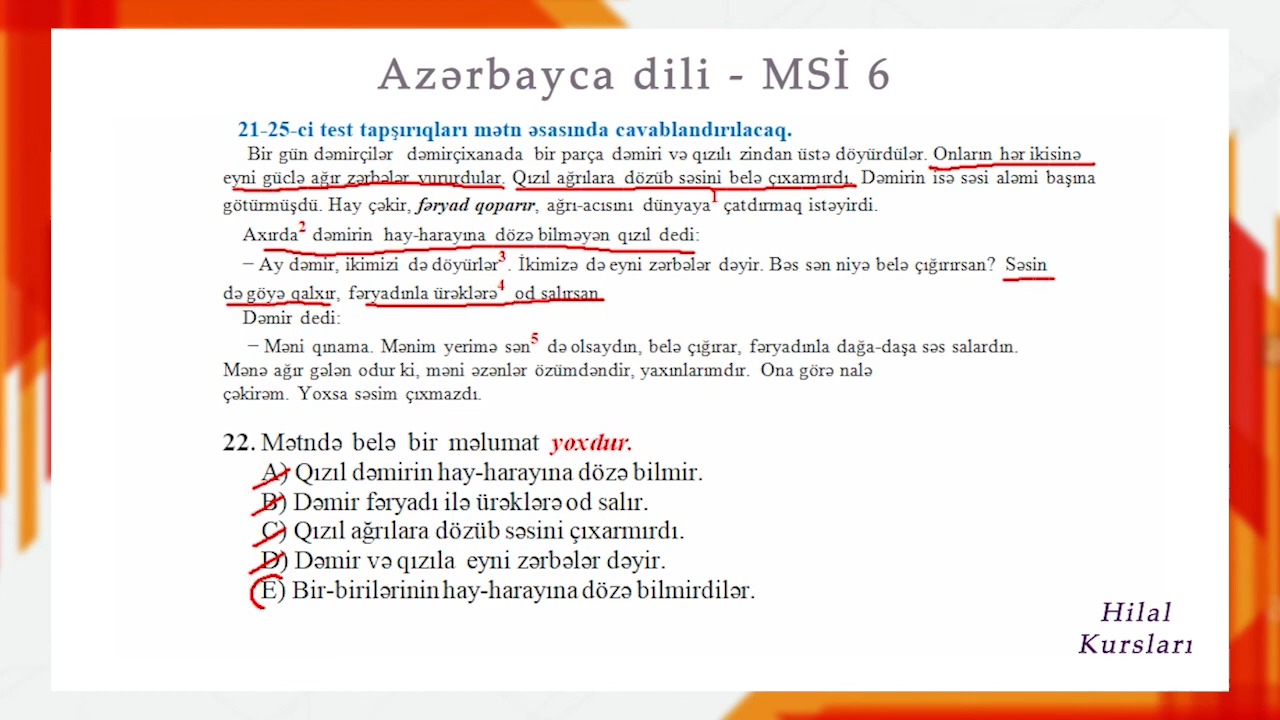 Azərbayca dili - MSİ 6
21-25-ci test tapşırıqları mətn əsasında cavablandırılacaq.
Bir gün dəmirçilər dəmirçixanada bir parça dəmiri və qızılı zindan üstə döyürdülər. Onların hər ikisinə
eyni güclə ağır zərbələr vururdular. Qızıl ağrılara dözüb səsini belə çıxarmırdı. Dəmirin isə səsi aləmi başına
götürmüşdü. Hay çəkir, fəryad qoparır, ağrı-acısını dünyaya1 çatdırmaq istəyirdi.
Axırda2 dəmirin hay-harayına dözə bilməyən qızıl dedi:
– Ay dəmir, ikimizi də döyürlər3. İkimizə də eyni zərbələr dəyir. Bəs sən niyə belə çığırırsan? Səsin
də göyə qalxır, fəryadınla ürəklərə4 od salırsan.
Dəmir dedi:
– Məni qınama. Mənim yerimə sən5 də olsaydın, belə çığırar, fəryadınla dağa-daşa səs salardın.
Mənə ağır gələn odur ki, məni əzənlər özümdəndir, yaxınlarımdır. Ona görə nalə
çəkirəm. Yoxsa səsim çıxmazdı.
22. Mətndə belə bir məlumat yoxdur.
A) Qızıl dəmirin hay-harayına dözə bilmir.
B) Dəmir fəryadı ilə ürəklərə od salır.
C) Qızıl ağrılara dözüb səsini çıxarmırdı.
D) Dəmir və qızıla eyni zərbələr dəyir.
E) Bir-birilərinin hay-harayına dözə bilmirdilər.
Hilal
Kursları